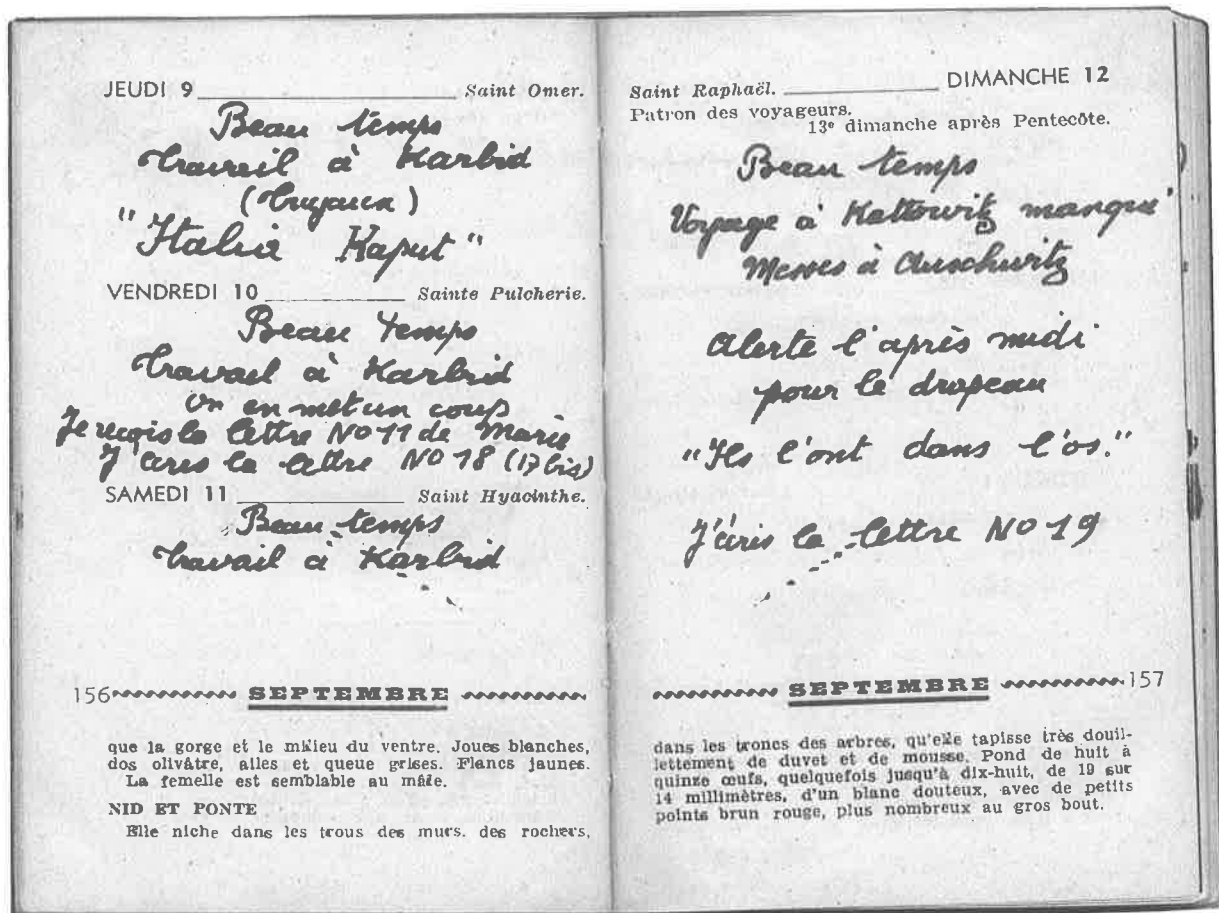 JEUDI 9 Saint Omer.
Beau temps
Travail à Karbid
(Tuyaux)
"Italia Kaput"
VENDREDI 10 Sainte Pulcherie.
Beau temps
Travail à Karbid
on en met un coup
Je reçois la lettre No 11 de Marie
J'écris la lettre NO 18 (17 bis)
SAMEDI 11 Saint Hyacinthe.
Beau temps
Travail à Karbid
156 SEPTEMBRE
que la gorge et le milieu du ventre. Joues blanches,
dos olivâtre, ailes et queue grises. Flancs jaunes.
La femelle est semblable au mâle.
NID ET PONTE
Elle niche dans les trous des murs. des rochers,
Saint Raphaël. DIMANCHE 12
Patron des voyageurs.
13e dimanche après Pentecôte.
Beau temps
Voyage à Kattowitz manqué
Messes à Auschwitz
Alerte l'après midi
pour le drapeau
"Ils l'ont dans l'os."
J'écris la lettre NO 19
SEPTEMBRE 157
dans les troncs des arbres, qu'elle tapisse très douil-
lettement de duvet et de mousse. Pond de huit à
quinze œufs, quelquefois jusqu'à dix-huit, de 19 sur
14 millimètres, d'un blanc douteux, avec de petits
points brun rouge, plus nombreux au gros bout.